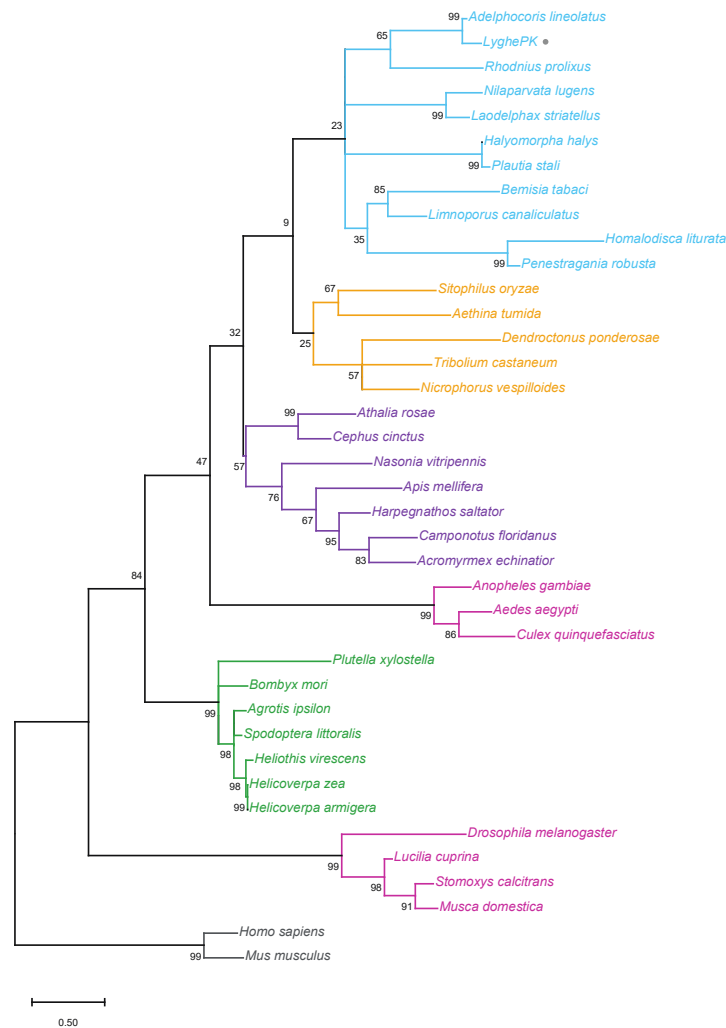 99
Adelphocoris lineolatus
65
LyghePK
Rhodnius prolixus
Nilaparvata lugens
99
Laodelphax striatellus
23
Halyomorpha halys
99
Plautia stali
85
Bemisia tabaci
Limnoporus canaliculatus
9
35
Homalodisca liturata
99
Penestragania robusta
67
Sitophilus oryzae
Aethina tumida
32
25
Dendroctonus ponderosae
Tribolium castaneum
57
Nicrophorus vespilloides
99
Athalia rosae
Cephus cinctus
47
57
Nasonia vitripennis
76
Apis mellifera
67
Harpegnathos saltator
95
Camponotus floridanus
83
Acromyrmex echinatior
84
Anopheles gambiae
99
Aedes aegypti
86
Culex quinquefasciatus
Plutella xylostella
Bombyx mori
99
Agrotis ipsilon
Spodoptera littoralis
98
Heliothis virescens
98
Helicoverpa zea
99
Helicoverpa armigera
Drosophila melanogaster
99
Lucilia cuprina
98
Stomoxys calcitrans
91
Musca domestica
Homo sapiens
99
Mus musculus
0.50